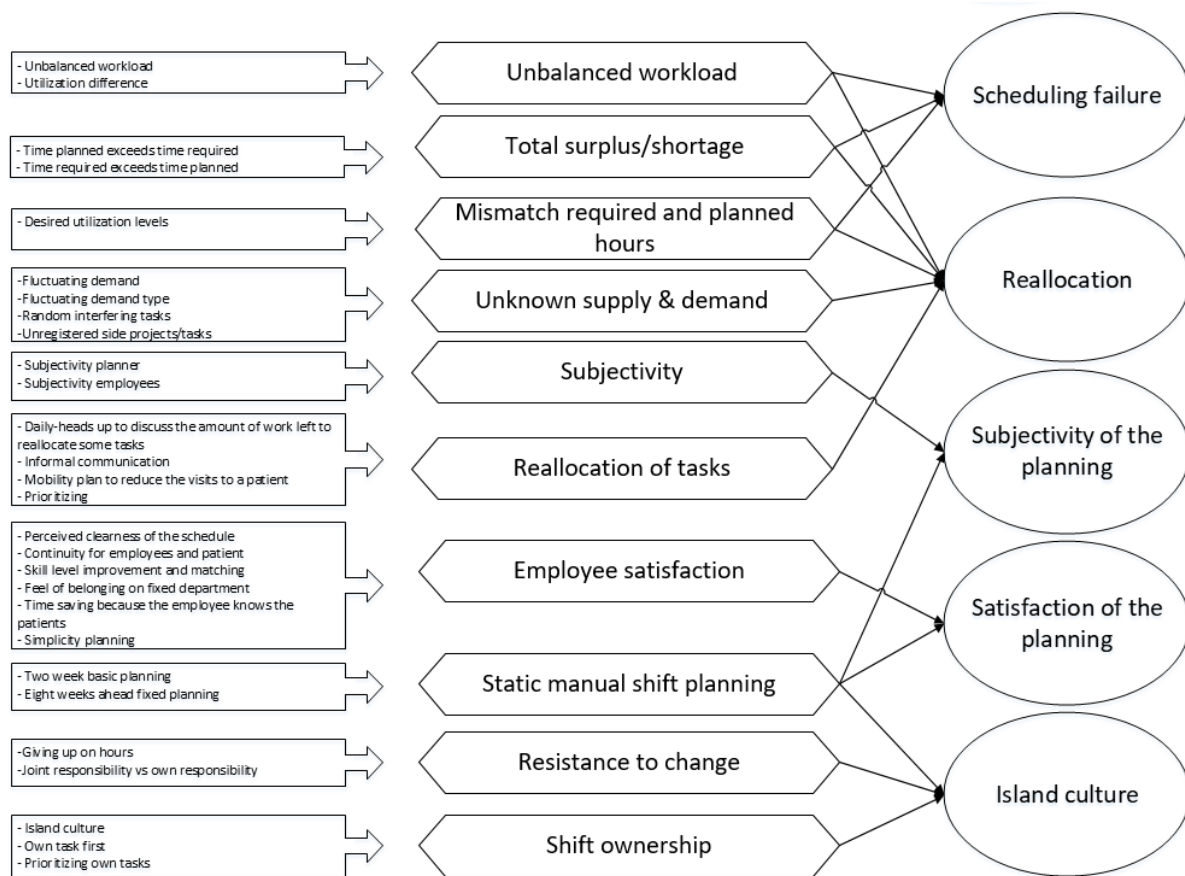 - Unbalanced workload
- Utilization difference
Unbalanced workload
Scheduling failure
- Time planned exceeds time required
- Time required exceeds time planned
Total surplus/shortage
- Desired utilization levels
Mismatch required and planned
hours
Reallocation
-Fluctuating demand
-Fluctuating demand type
-Random interfering tasks
-Unregistered side projects/tasks
Unknown supply & demand
- Subjectivity planner
- Subjectivity employees
Subjectivity
Subjectivity of the
planning
- Daily-heads up to discuss the amount of work left to
reallocate some tasks
- Informal communication
- Mobility plan to reduce the visits to a patient
- Prioritizing
Reallocation of tasks
- Perceived clearness of the schedule
- Continuity for employees and patient
- Skill level improvement and matching
- Feel of belonging on fixed department
- Time saving because the employee knows the
patients
- Simplicity planning
Employee satisfaction
Satisfaction of the
planning
- Two week basic planning
- Eight weeks ahead fixed planning
Static manual shift planning
-Giving up on hours
-Joint responsibility vs own responsibility
Resistance to change
Island culture
- Island culture
- Own task first
- Prioritizing own tasks
Shift ownership